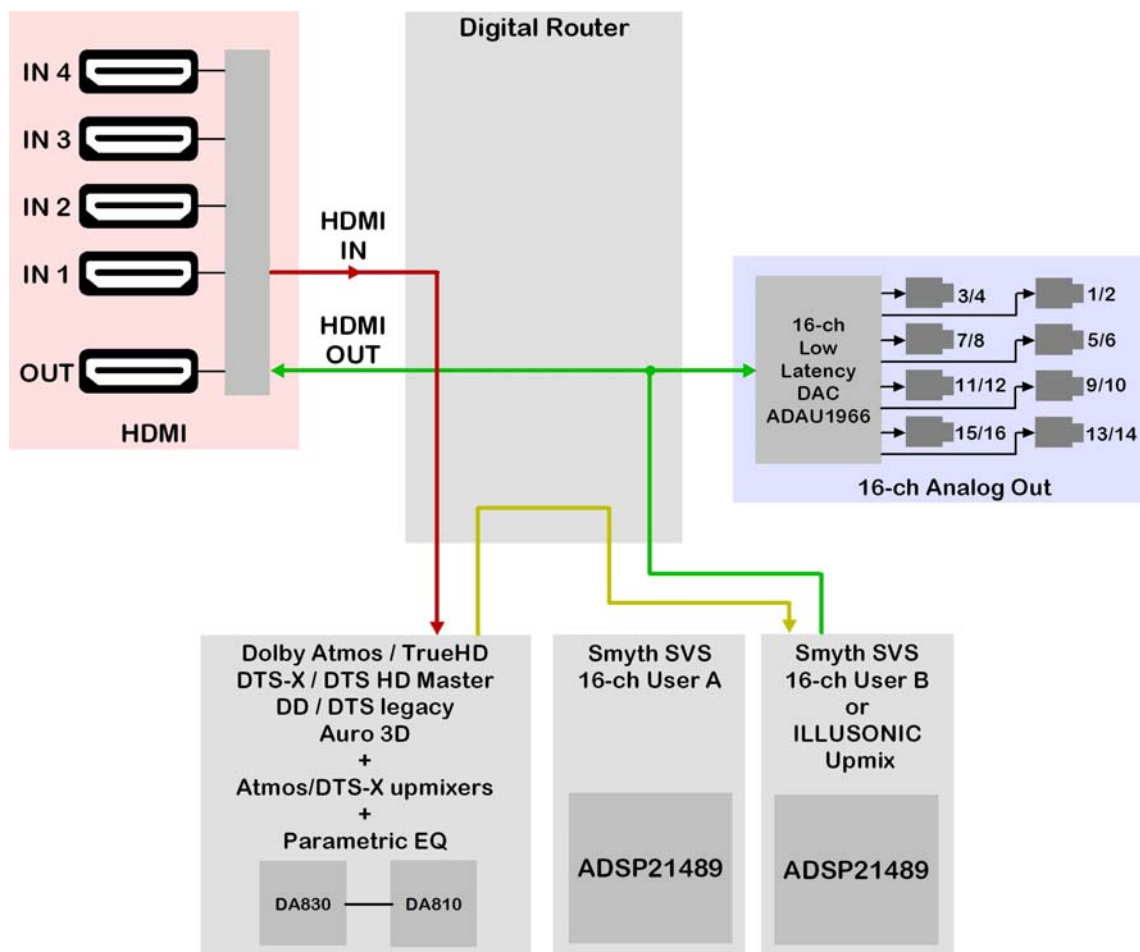 Digital Router
IN 4
IN 3
IN 2
IN 1
OUT
HDMI
HDMI
IN
HDMI
OUT
16-ch
Low
Latency
DAC
ADAU1966
3/4
1/2
7/8
5/6
11/12
9/10
15/16
13/14
16-ch Analog Out
Dolby Atmos / TrueHD
DTS-X / DTS HD Master
DD / DTS legacy
Auro 3D
+
Atmos/DTS-X upmixers
+
Parametric EQ
DA830
DA810
Smyth SVS
16-ch User A
ADSP21489
Smyth SVS
16-ch User B
or
ILLUSONIC
Upmix
ADSP21489